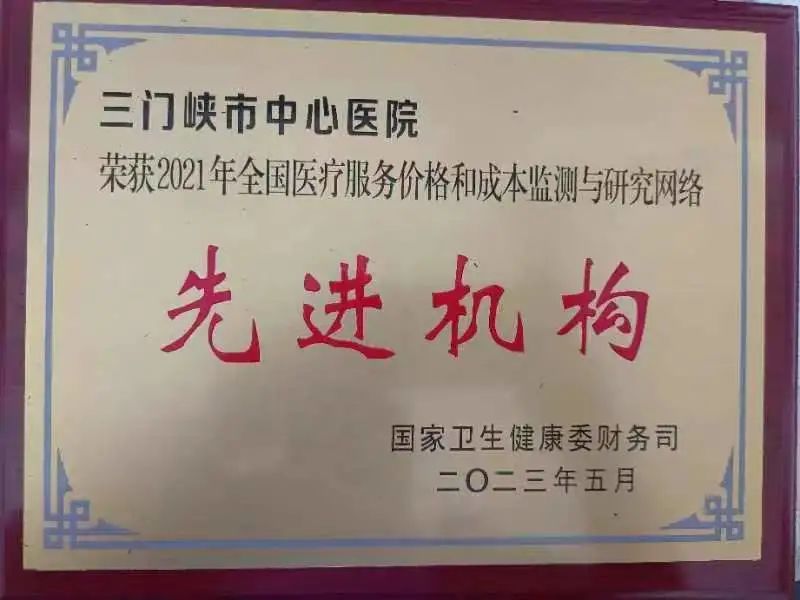 三门峡市中心医院
荣获2021年全国医疗服务价格和成本监测与研究网络
先进机构
国家卫生健康委财务司
二〇二三年五月